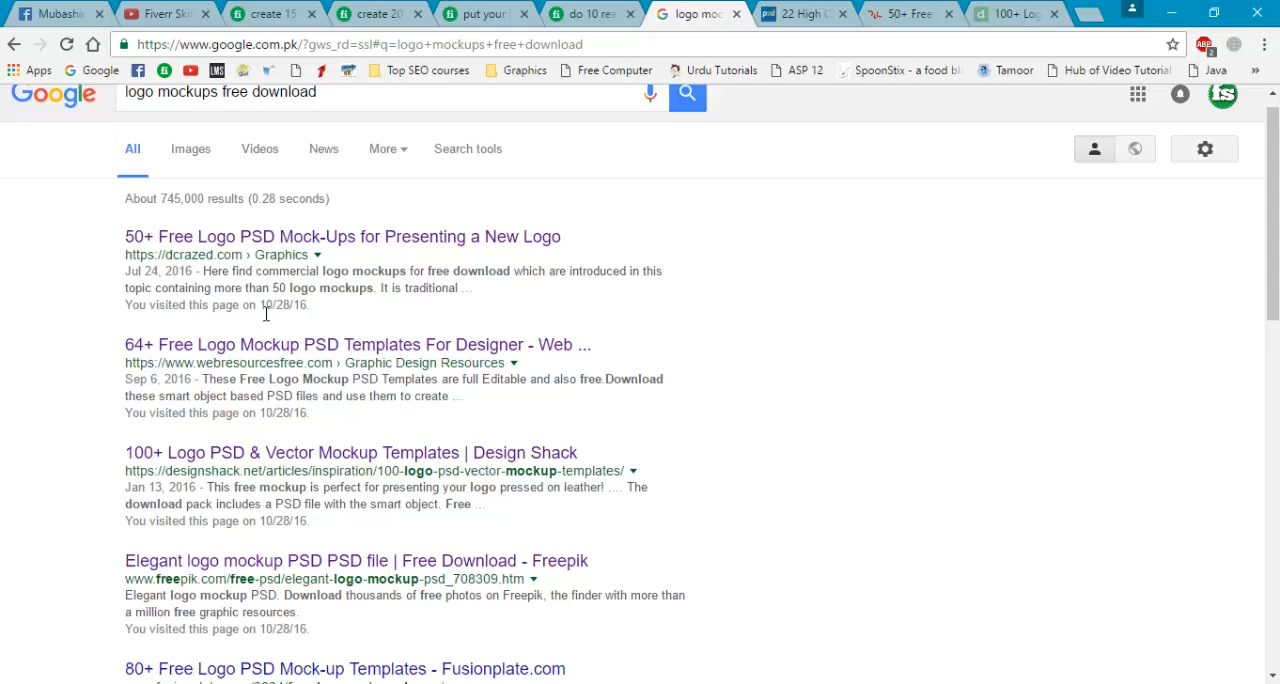 Mubashi
Fiverr Skil
create 15
create 20
put your
do 10 rea
logo moc
22 High D
50+ Free
100+ Log
https://www.google.com.pk/?gws_rd=ssl#q=logo+mockups+free+download
Apps Google LMS Top SEO courses Graphics Free Computer Urdu Tutorials ASP 12 SpoonStix - a food bl Tamoor Hub of Video Tutorial Java »
Google logo mockups free download
All Images Videos News More Search tools
About 745,000 results (0.28 seconds)
50+ Free Logo PSD Mock-Ups for Presenting a New Logo
https://dcrazed.com › Graphics
Jul 24, 2016 - Here find commercial logo mockups for free download which are introduced in this
topic containing more than 50 logo mockups. It is traditional ...
You visited this page on 10/28/16.
64+ Free Logo Mockup PSD Templates For Designer - Web ...
https://www.webresourcesfree.com › Graphic Design Resources
Sep 6, 2016 - These Free Logo Mockup PSD Templates are full Editable and also free.Download
these smart object based PSD files and use them to create ...
You visited this page on 10/28/16.
100+ Logo PSD & Vector Mockup Templates | Design Shack
https://designshack.net/articles/inspiration/100-logo-psd-vector-mockup-templates/
Jan 13, 2016 - This free mockup is perfect for presenting your logo pressed on leather! .... The
download pack includes a PSD file with the smart object. Free ...
You visited this page on 10/28/16.
Elegant logo mockup PSD PSD file | Free Download - Freepik
www.freepik.com/free-psd/elegant-logo-mockup-psd_708309.htm
Elegant logo mockup PSD. Download thousands of free photos on Freepik, the finder with more than
a million free graphic resources.
You visited this page on 10/28/16.
80+ Free Logo PSD Mock-up Templates - Fusionplate.com